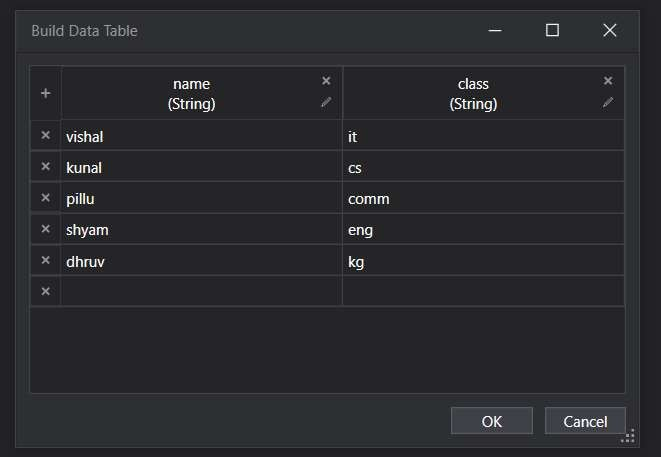 Build Data Table
name class
(String) (String)
vishal it
kunal cs
pillu comm
shyam eng
dhruv kg
OK Cancel